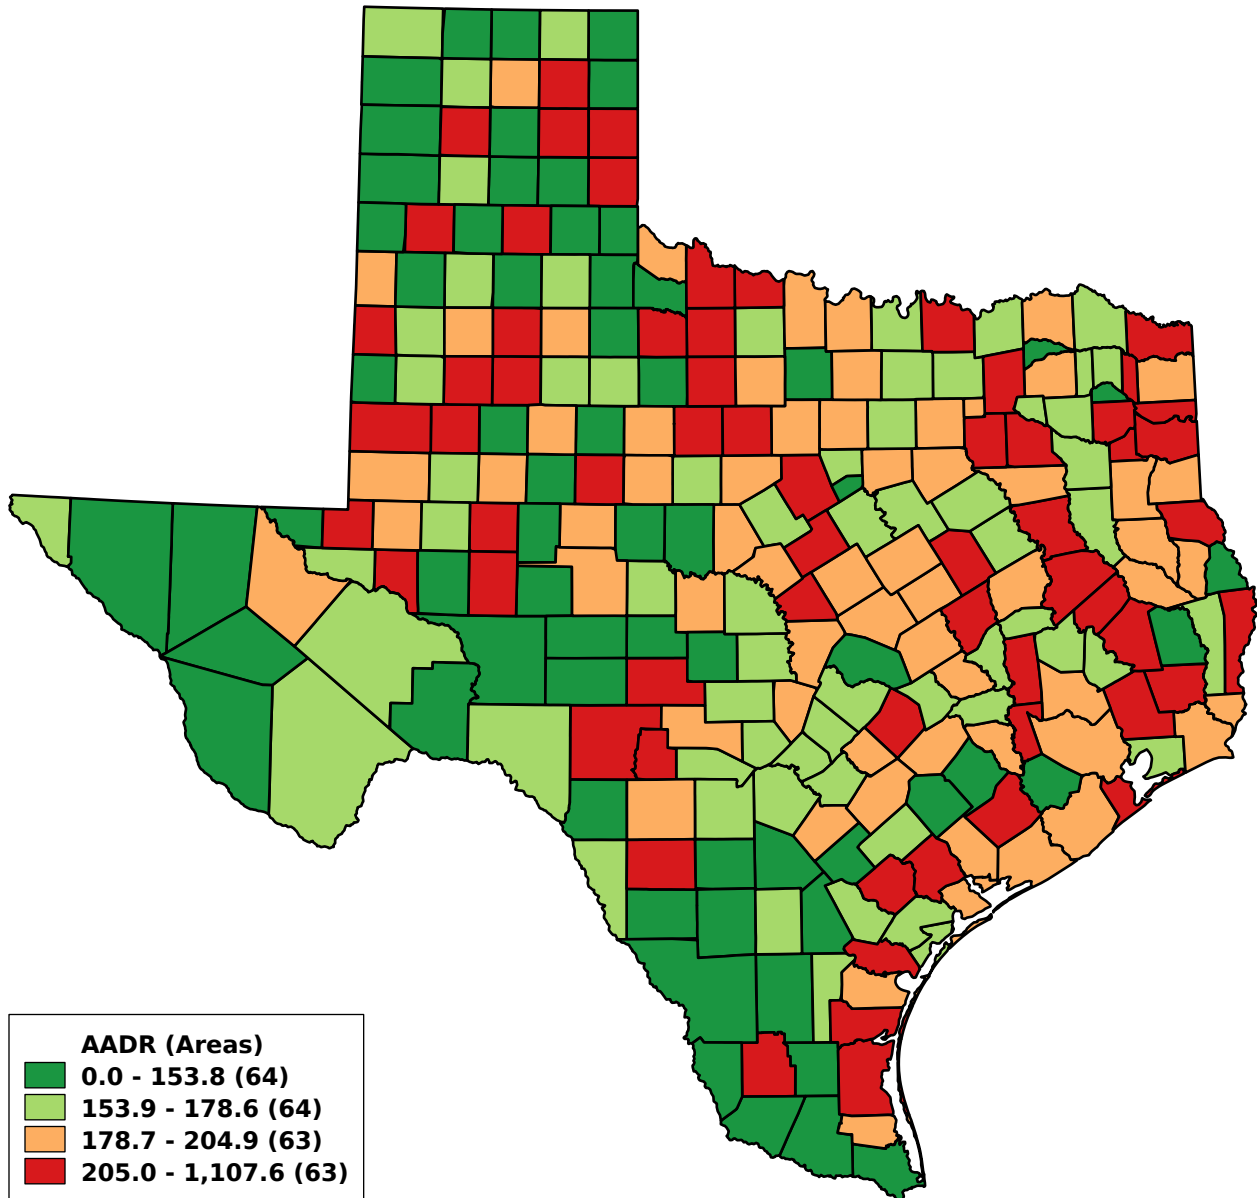 AADR (Areas)
0.0 - 153.8 (64)
153.9 - 178.6 (64)
178.7 - 204.9 (63)
205.0 - 1,107.6 (63)